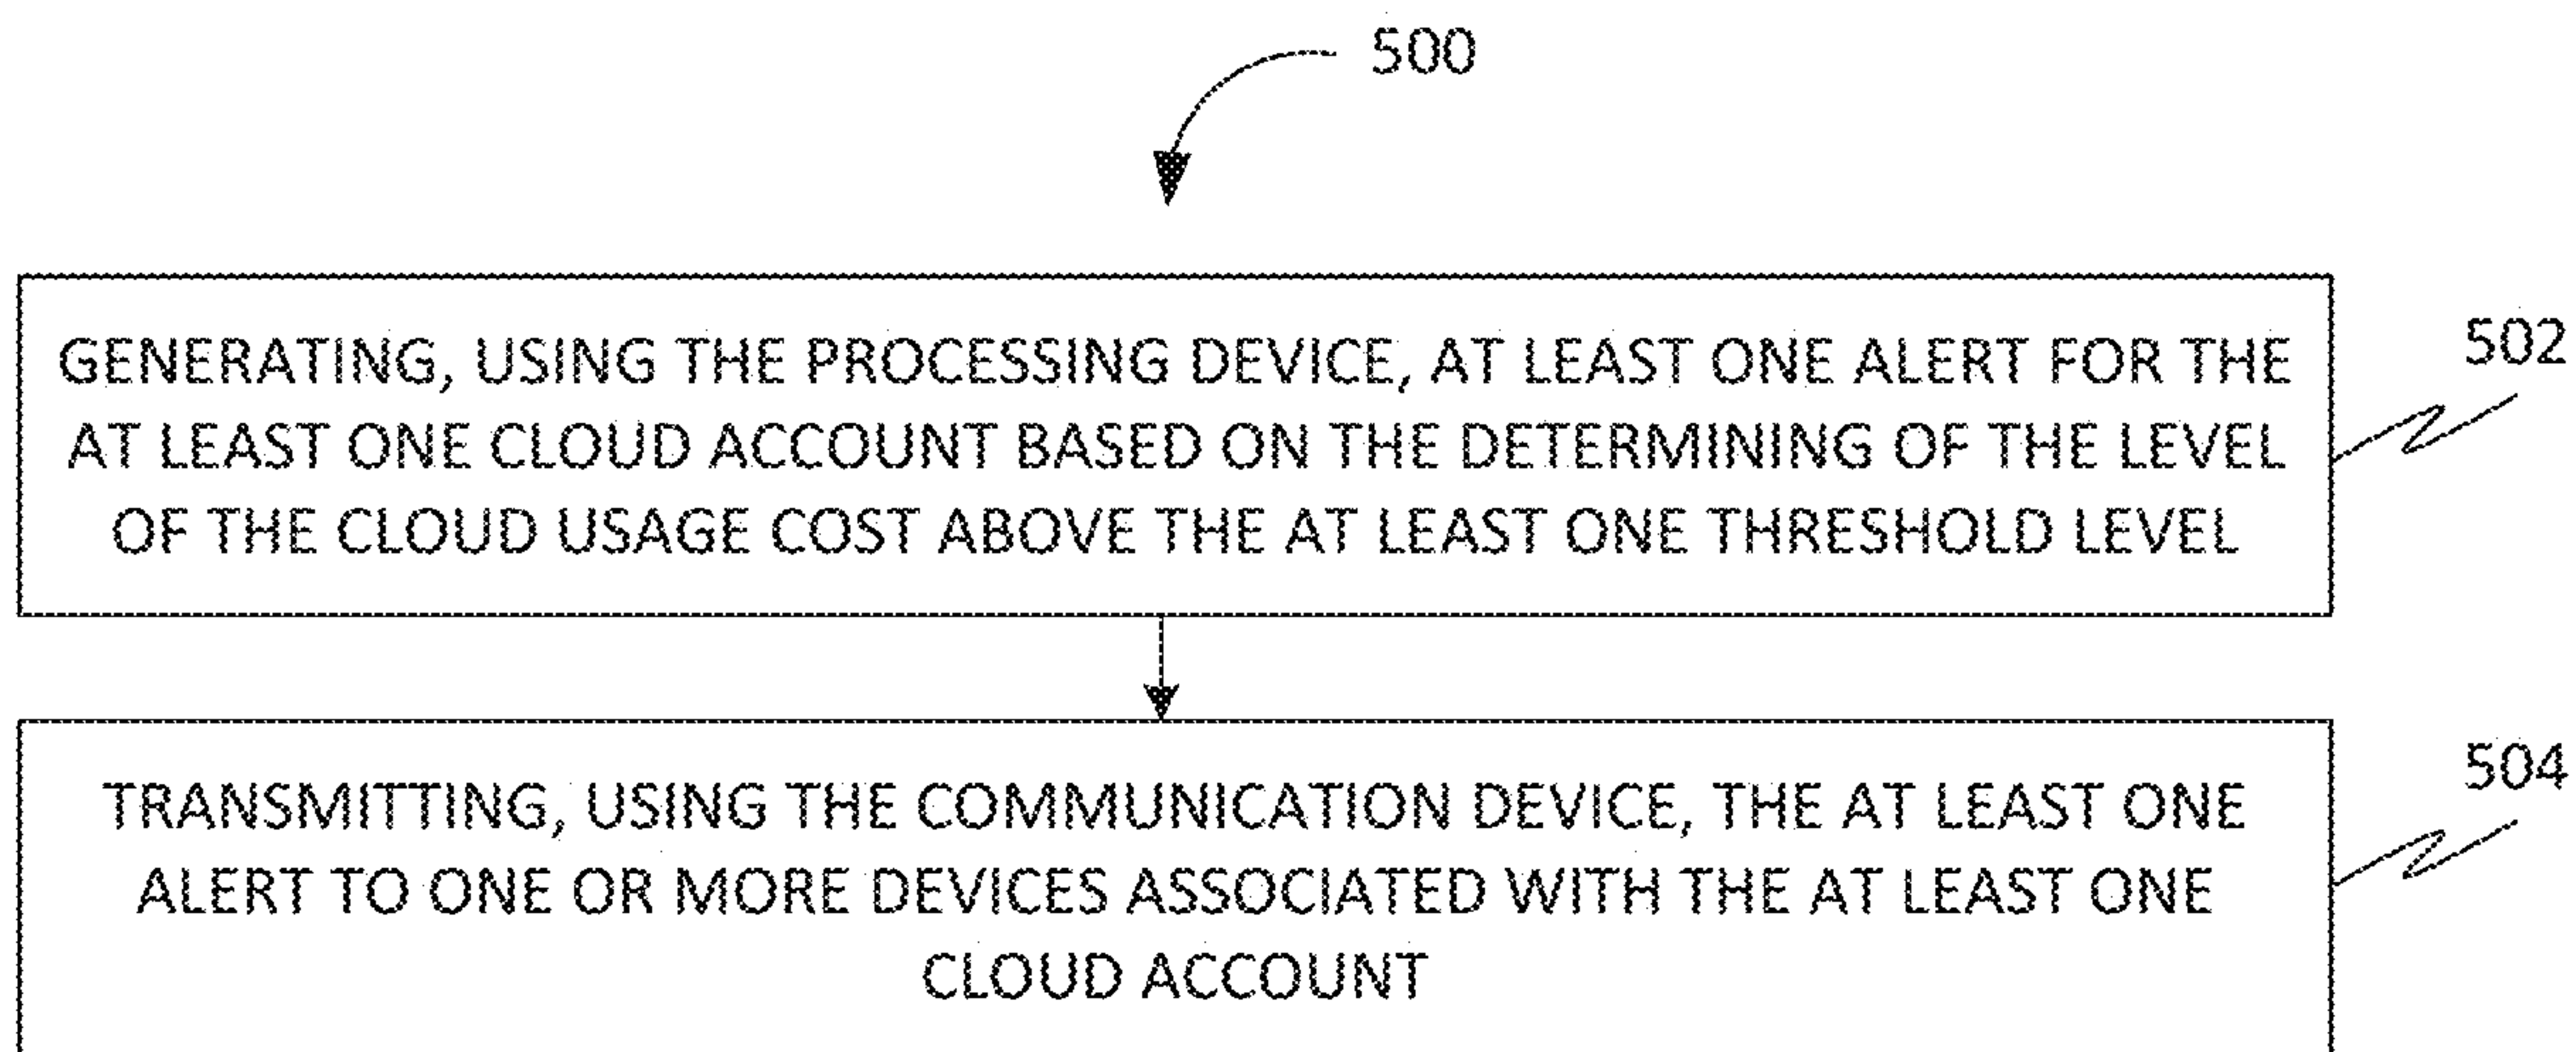 500
GENERATING, USING THE PROCESSING DEVICE, AT LEAST ONE ALERT FOR THE
AT LEAST ONE CLOUD ACCOUNT BASED ON THE DETERMINING OF THE LEVEL
OF THE CLOUD USAGE COST ABOVE THE AT LEAST ONE THRESHOLD LEVEL
502
TRANSMITTING, USING THE COMMUNICATION DEVICE, THE AT LEAST ONE
ALERT TO ONE OR MORE DEVICES ASSOCIATED WITH THE AT LEAST ONE
CLOUD ACCOUNT
504